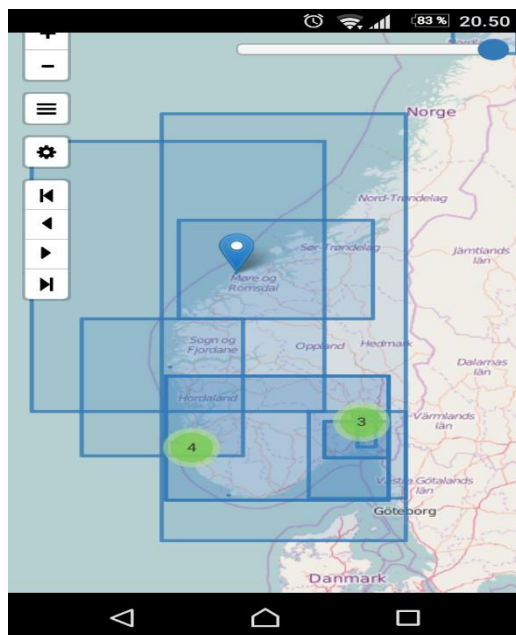 83 % 20.50
Norge
Nord-Trøndelag
Sør-Trøndelag
Jämtlands
län
Møre og
Romsdal
Sogn og
Fjordane
Oppland
Hedmark
Dalarnas
län
Hordaland
3
Värmlands
län
4
Västra Götalands
län
Göteborg
Danmark